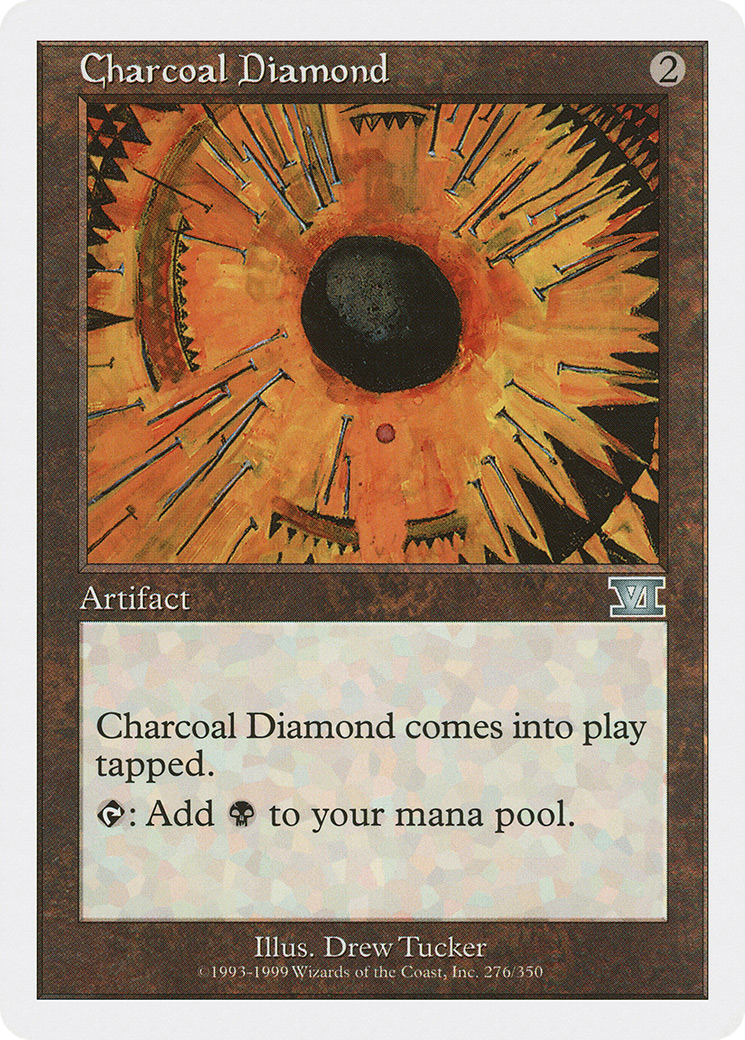 Charcoal Diamond 2
Artifact VI
Charcoal Diamond comes into play
tapped.
: Add to your mana pool.
Illus. Drew Tucker
©1993-1999 Wizards of the Coast, Inc. 276/350